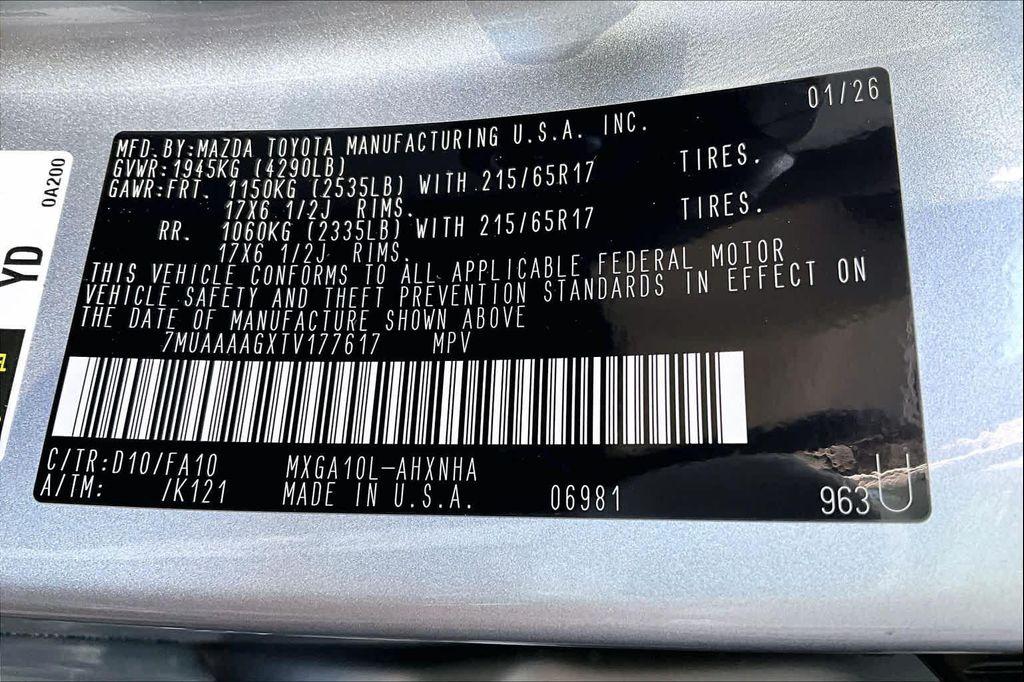 01/26
MFD. BY:MAZDA TOYOTA MANUFACTURING U.S.A. INC.
GVWR:1945KG (4290LB)
GAWR:FRT. 1150KG (2535LB) WITH 215/65R17 TIRES.
17X6 1/2J RIMS.
RR. 1060KG (2335LB) WITH 215/65R17 TIRES.
17X6 1/2J RIMS.
THIS VEHICLE CONFORMS TO ALL APPLICABLE FEDERAL MOTOR
VEHICLE SAFETY AND THEFT PREVENTION STANDARDS IN EFFECT ON
THE DATE OF MANUFACTURE SHOWN ABOVE
7MUAAAAGXTV177617 MPV
C/TR:D10/FA10 MXGA10L-AHXNHA
A/TM: /K121 MADE IN U.S.A. 06981 963U
0A200
YD